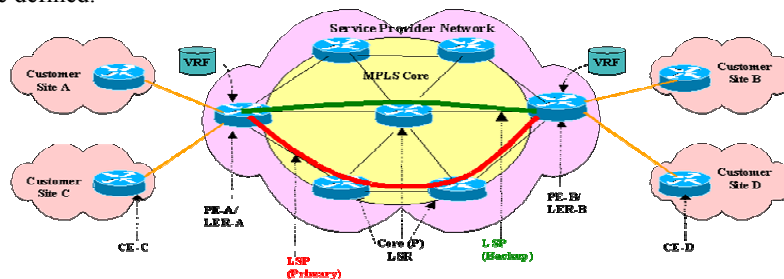 e defined.
Service Provider Network
VRF
VRF
MPLS Core
Customer
Site A
Customer
Site B
Customer
Site C
Customer
Site D
PE-A/
LER-A
PE-B/
LER-B
CE-C
LSP
(Primary)
Core (P)
LSR
LSP
(Backup)
CE-D